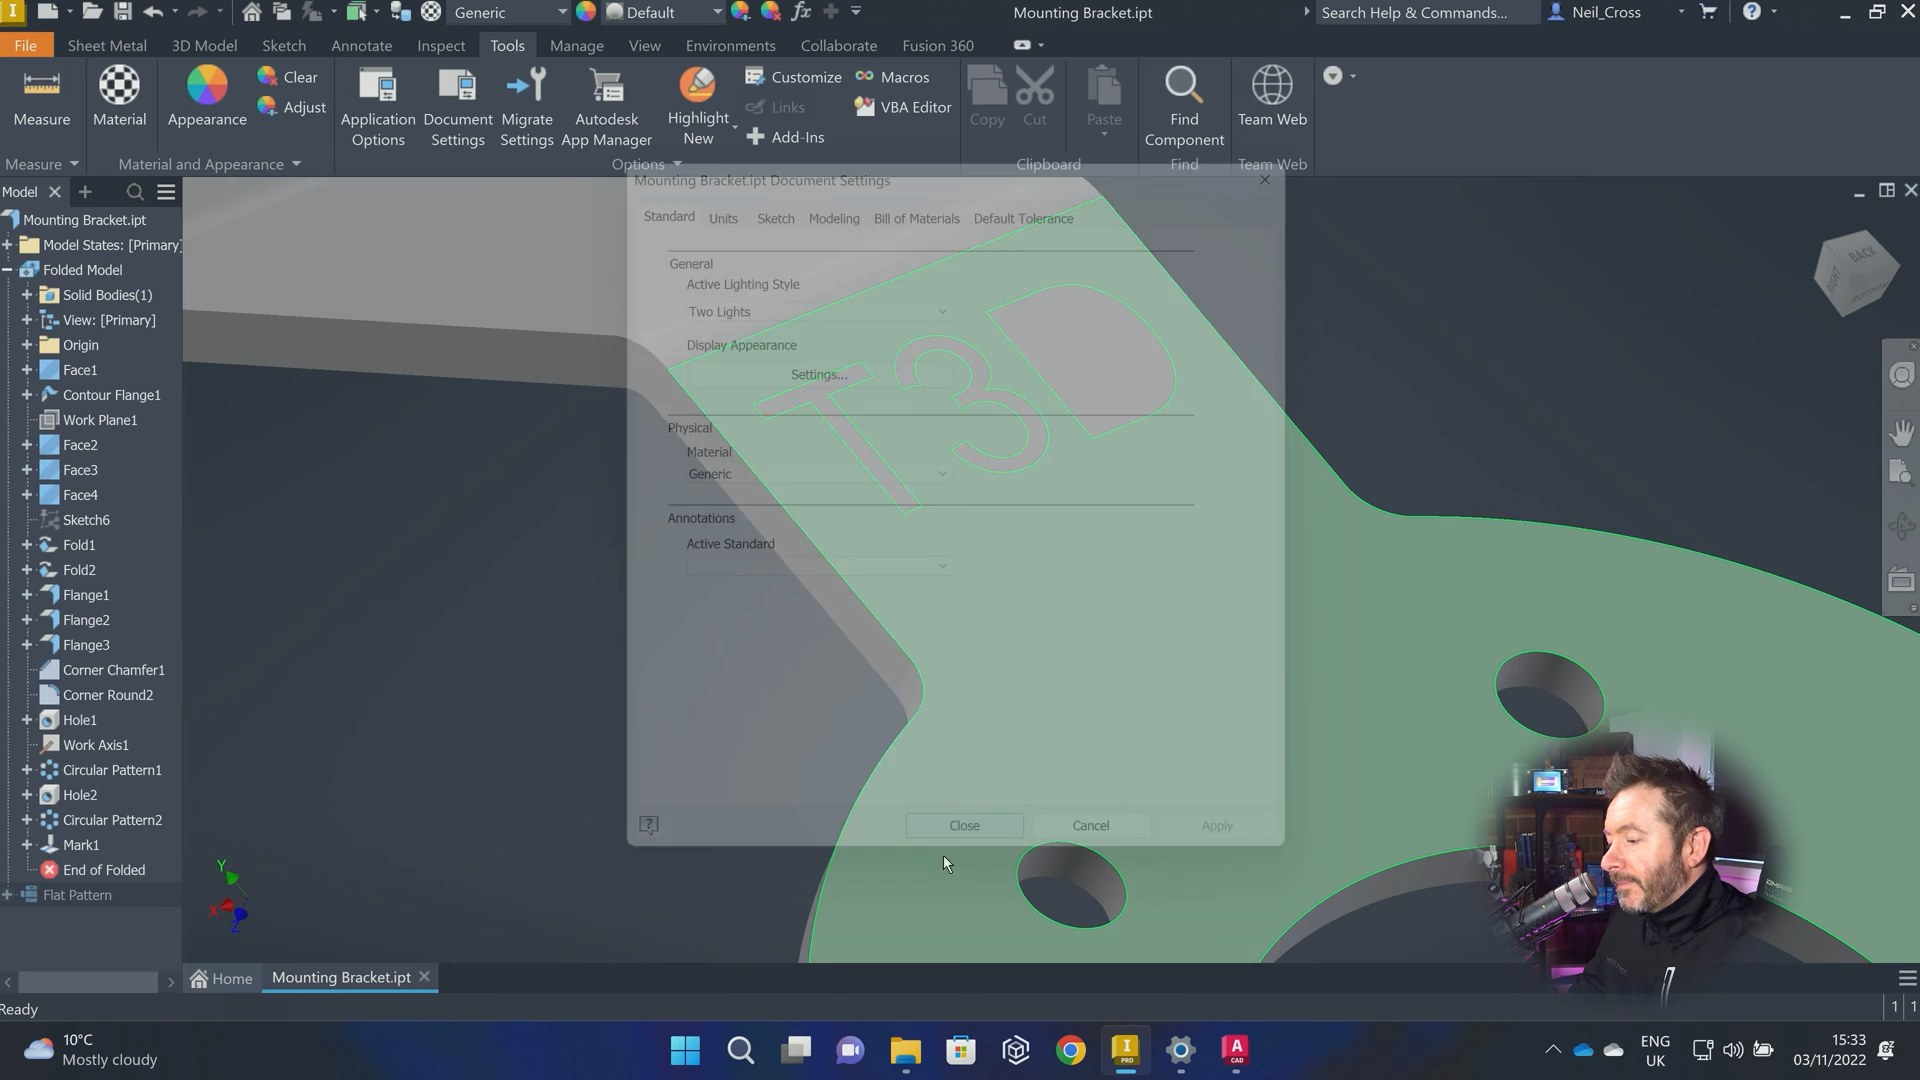 Generic
Default
Mounting Bracket.ipt
Search Help & Commands...
Neil_Cross
File
Sheet Metal
3D Model
Sketch
Annotate
Inspect
Tools
Manage
View
Environments
Collaborate
Fusion 360
Measure
Material
Appearance
Clear
Adjust
Application Options
Document Settings
Migrate Settings
Autodesk App Manager
Highlight New
Customize
Links
Add-Ins
Macros
VBA Editor
Copy
Cut
Paste
Find Component
Team Web
Measure
Material and Appearance
Options
Clipboard
Find
Team Web
Model
Mounting Bracket.ipt
Model States: [Primary]
Folded Model
Solid Bodies(1)
View: [Primary]
Origin
Face1
Contour Flange1
Work Plane1
Face2
Face3
Face4
Sketch6
Fold1
Fold2
Flange1
Flange2
Flange3
Corner Chamfer1
Corner Round2
Hole1
Work Axis1
Circular Pattern1
Hole2
Circular Pattern2
Mark1
End of Folded
Flat Pattern
Mounting Bracket.ipt Document Settings
Standard
Units
Sketch
Modeling
Bill of Materials
Default Tolerance
General
Active Lighting Style
Two Lights
Display Appearance
Settings...
Physical
Material
Generic
Annotations
Active Standard
Close
Cancel
Apply
T3
BACK
RIGHT
Y
X
Z
Home
Mounting Bracket.ipt
Ready
1
1
10°C
Mostly cloudy
I
PRO
A
CAD
ENG
UK
15:33
03/11/2022